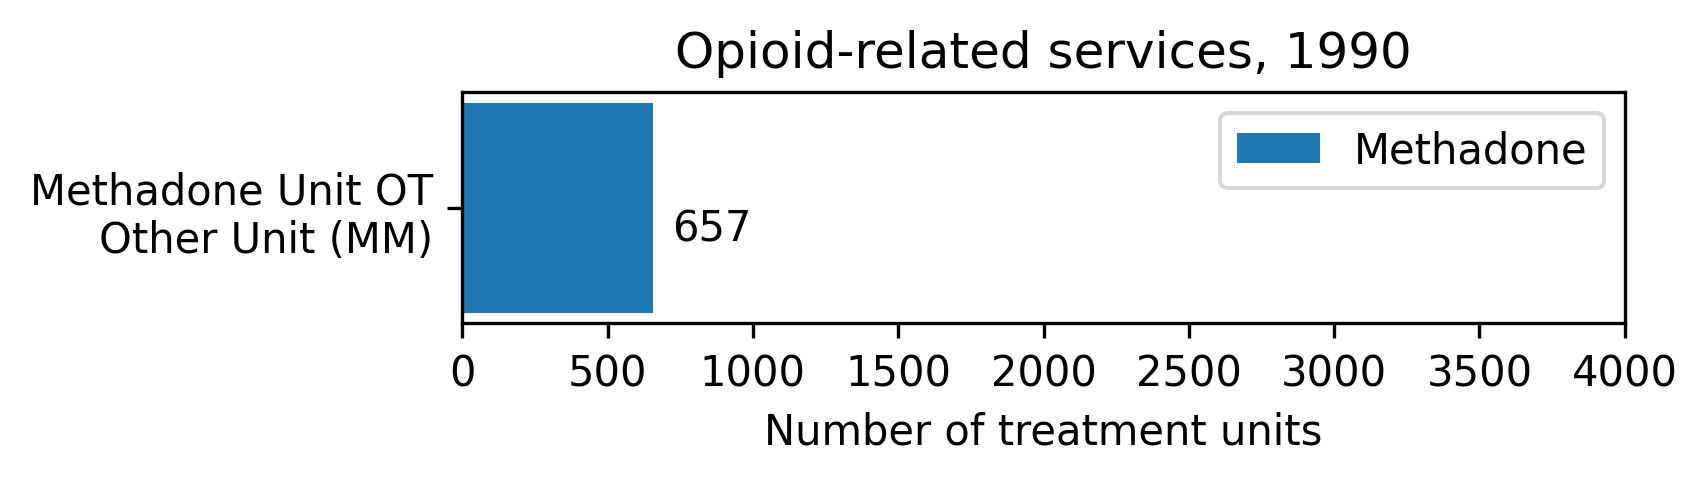 Opioid-related services, 1990
Methadone
Methadone Unit OT
Other Unit (MM)
657
0 500 1000 1500 2000 2500 3000 3500 4000
Number of treatment units